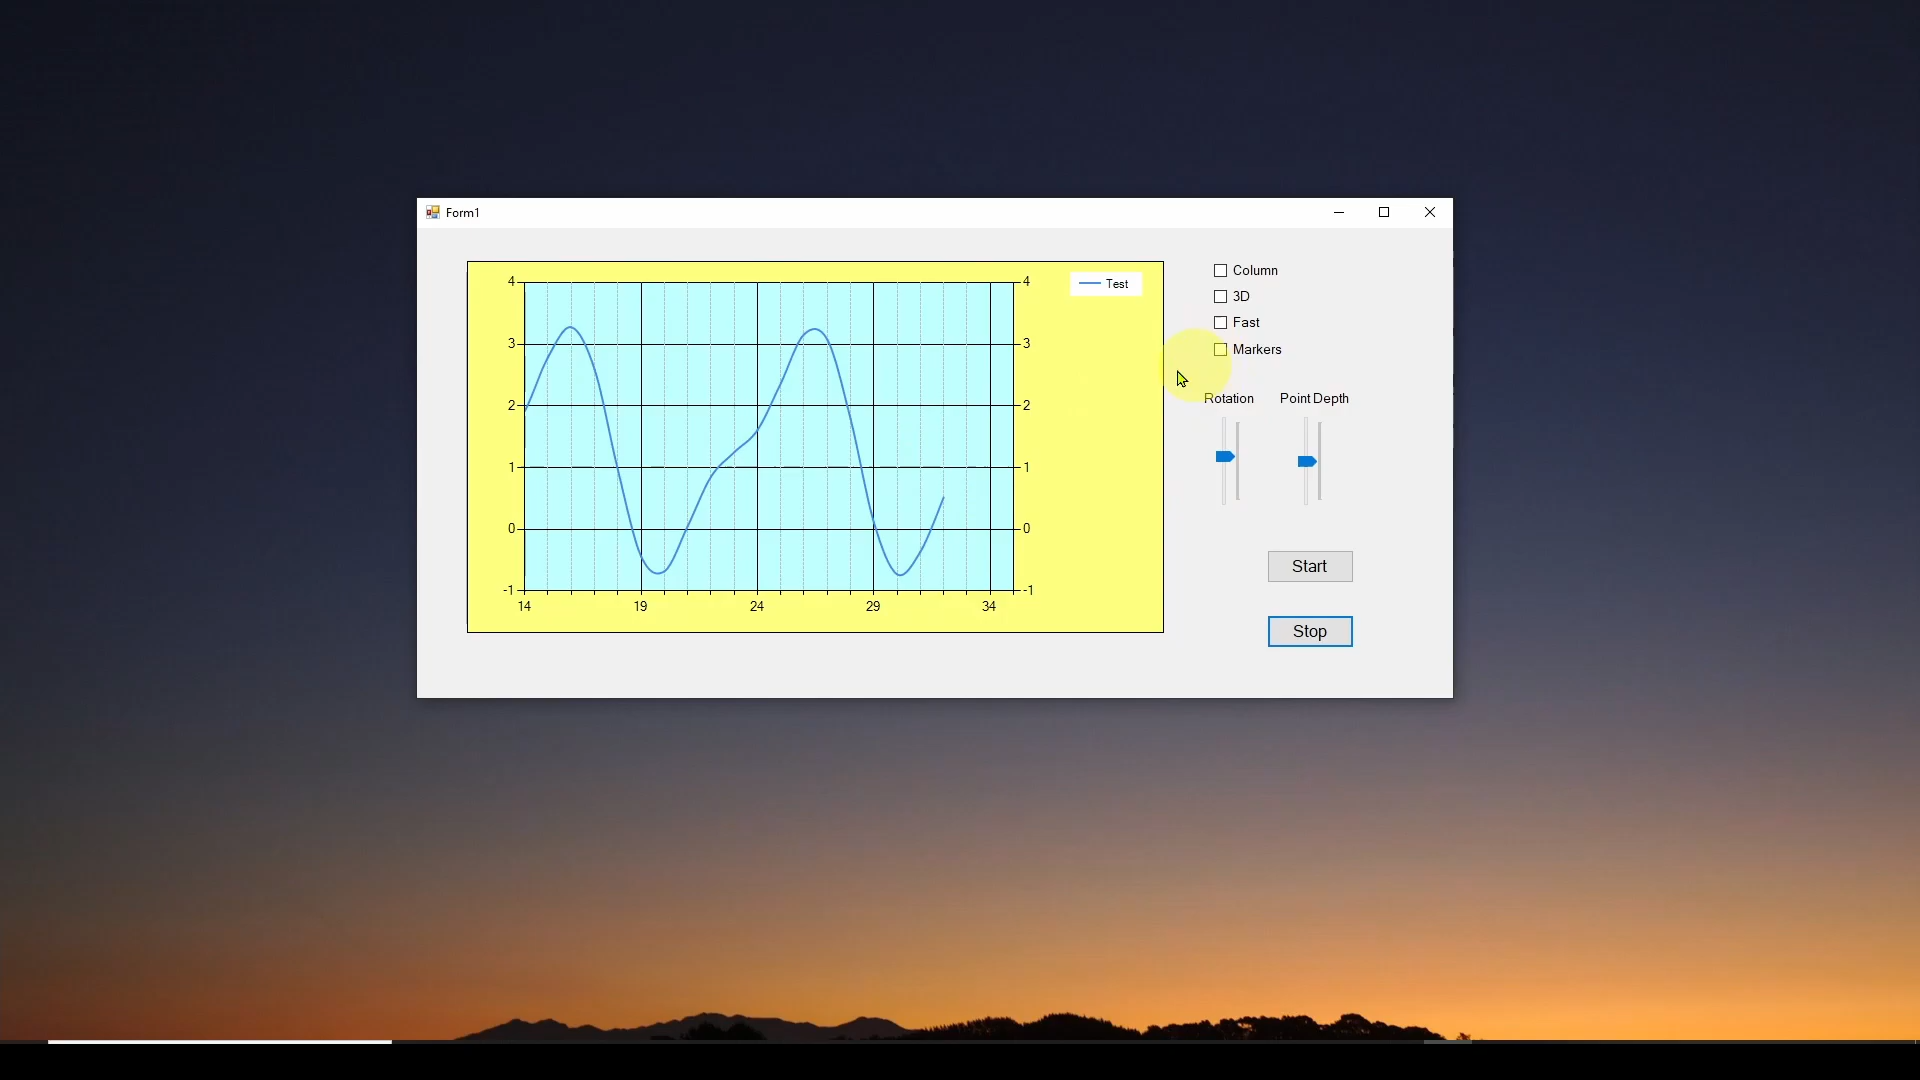 Form1
4
3
2
1
0
-1
14 19 24 29 34
4
3
2
1
0
-1
Test
Column
3D
Fast
Markers
Rotation Point Depth
Start
Stop